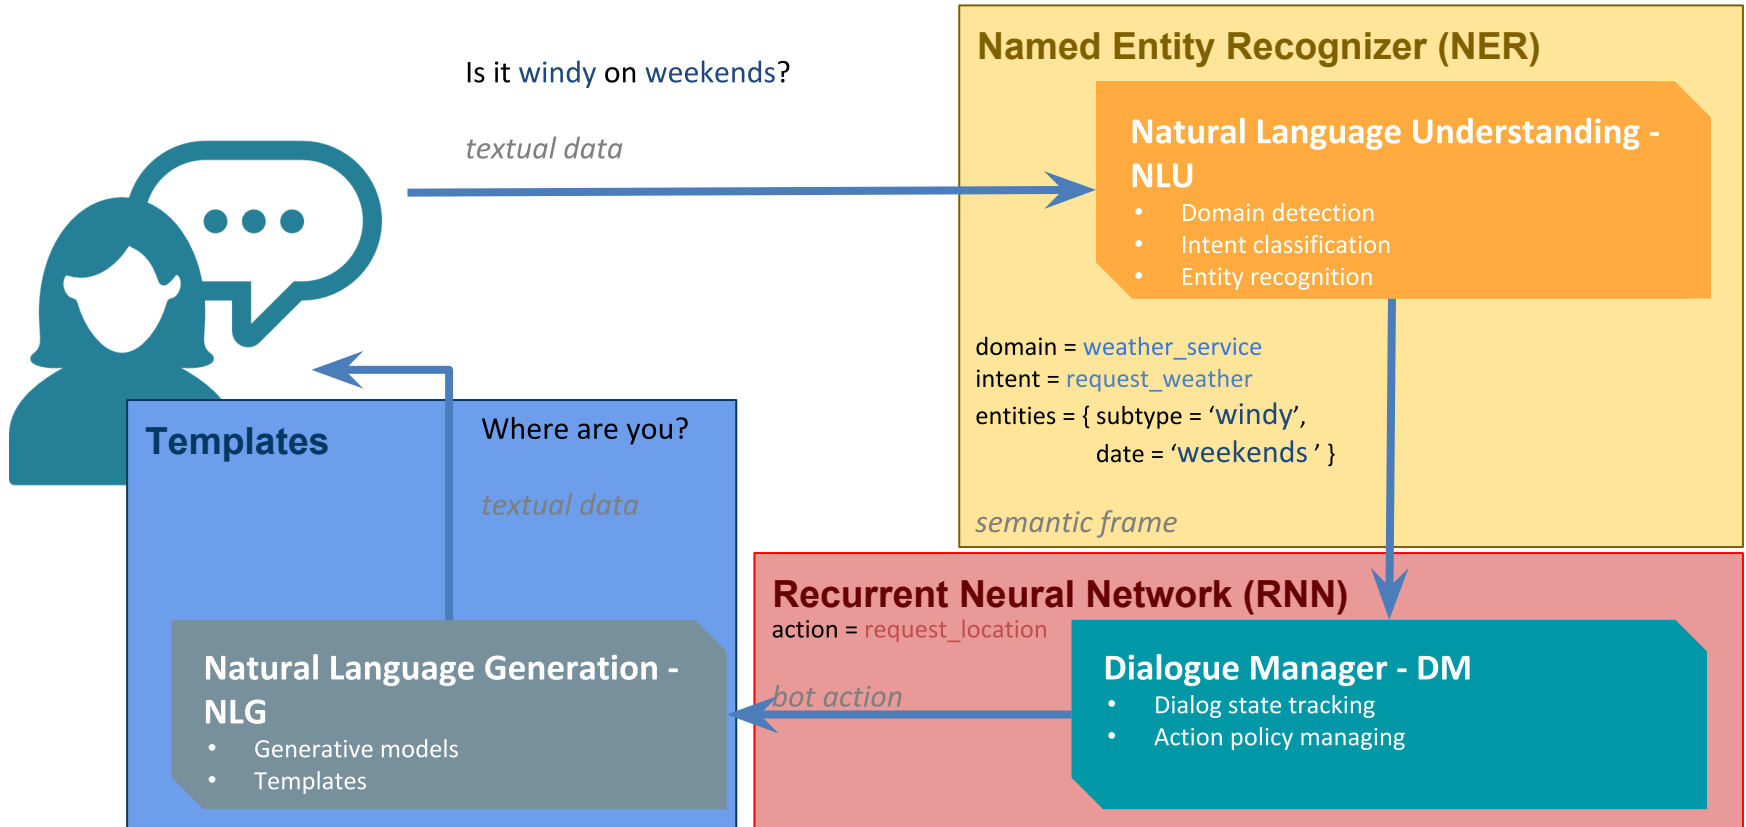 Is it windy on weekends?
textual data
Named Entity Recognizer (NER)
Natural Language Understanding -
NLU
• Domain detection
• Intent classification
• Entity recognition
domain = weather_service
intent = request_weather
entities = { subtype = ‘windy’,
date = ‘weekends ’ }
semantic frame
Recurrent Neural Network (RNN)
action = request_location
bot action
Dialogue Manager - DM
• Dialog state tracking
• Action policy managing
Templates
Where are you?
textual data
Natural Language Generation -
NLG
• Generative models
• Templates